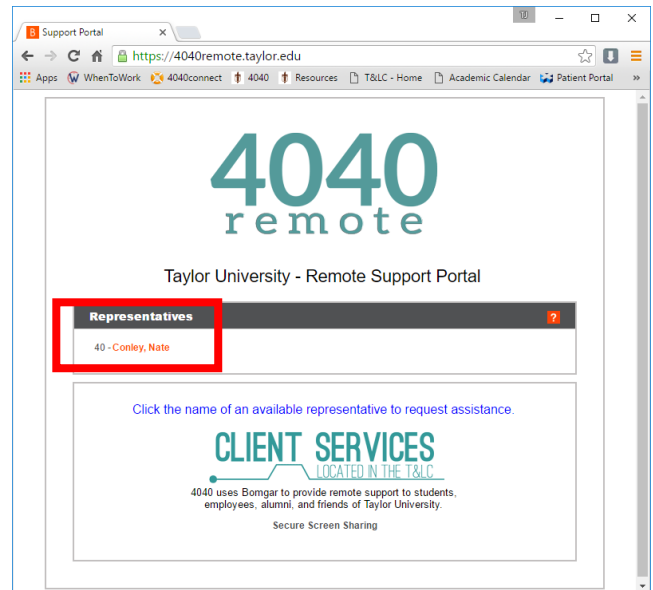 Support Portal
https://4040remote.taylor.edu
Apps WhenToWork 4040connect 4040 Resources T&LC - Home Academic Calendar Patient Portal »
4040
remote
Taylor University - Remote Support Portal
Representatives ?
40 - Conley, Nate
Click the name of an available representative to request assistance.
CLIENT SERVICES
LOCATED IN THE T&LC
4040 uses Bomgar to provide remote support to students,
employees, alumni, and friends of Taylor University.
Secure Screen Sharing